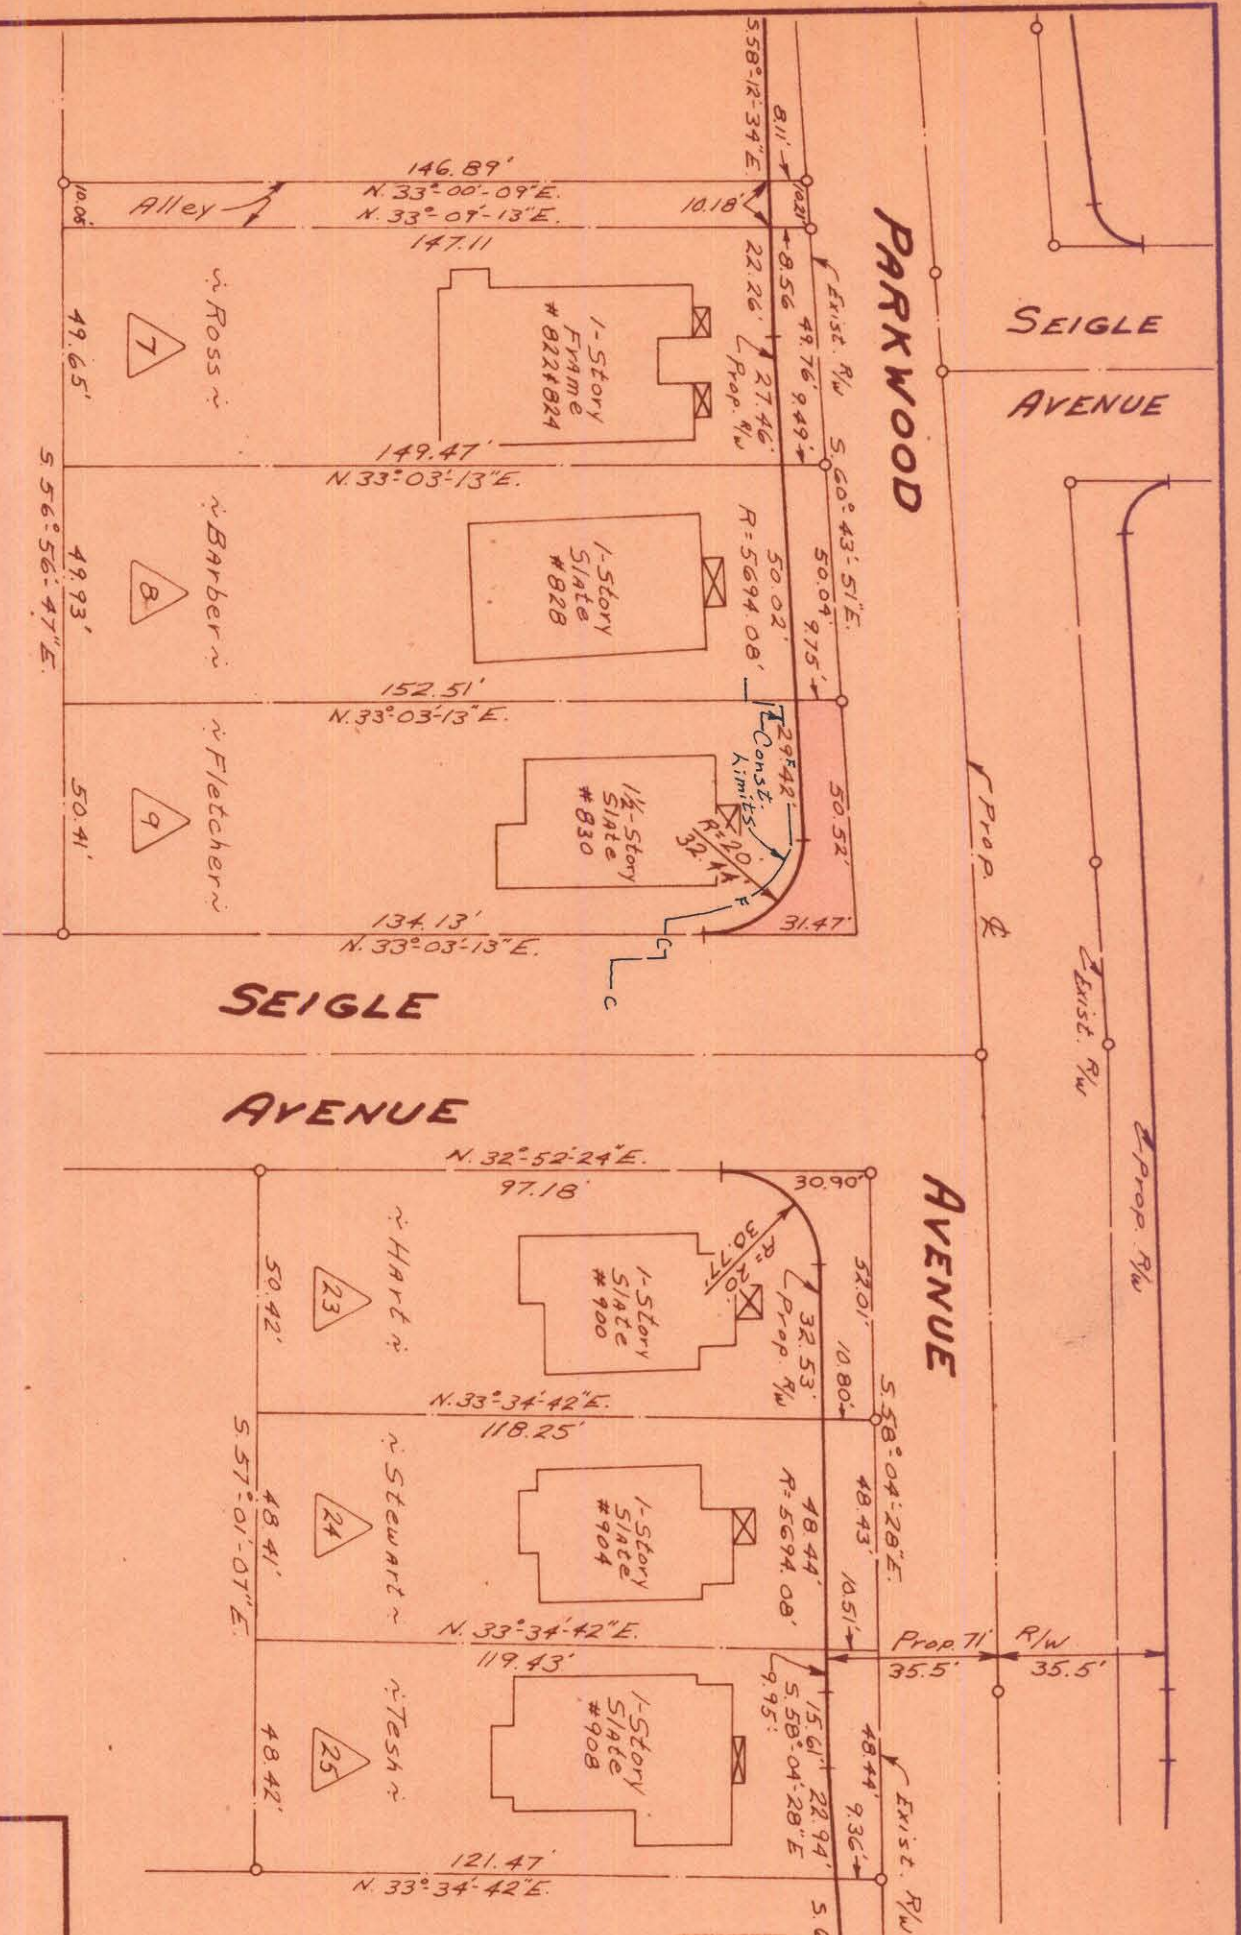 SEIGLE
AVENUE
PARKWOOD
AVENUE
SEIGLE
AVENUE
S.58°-12'-34"E.
8.11'
10.21'
146.89'
N.33°-00'-09"E.
N.33°-09'-13"E.
147.11
Alley
10.08'
10.18'
8.56
22.26'
Exist. R/W
49.76'
9.49'
27.46'
Prop. R/W
S.60°-43'-51"E.
~Ross~
7
49.65'
1-Story
Frame
#822+824
149.47'
N.33°-03'-13"E.
~Barber~
8
49.93'
S.56°-56'-47"E.
1-Story
Slate
#828
R=5694.08'
50.02'
50.04'
9.75'
152.51'
N.33°-03'-13"E.
~Fletcher~
9
50.41'
1½-Story
Slate
#830
Const.
Limits
F
29.42'
R=20'
32.44'
50.52'
31.47'
F
C
C
134.13'
N.33°-03'-13"E.
Prop. ℄
Exist. R/W
Prop. R/W
N.32°-52'-24"E.
97.18'
30.90'
~Hart~
23
50.42'
1-Story
Slate
#900
R=20'
30.77'
Prop. R/W
32.53'
52.01'
10.80'
S.58°-04'-28"E.
N.33°-34'-42"E.
118.25'
~Stewart~
24
48.41'
S.57°-01'-07"E.
1-Story
Slate
#904
R=5694.08'
48.44'
48.43'
10.51'
N.33°-34'-42"E.
119.43'
Prop. 71' R/W
35.5'
35.5'
~Tesh~
25
48.42'
1-Story
Slate
#908
9.95'
S.58°-04'-28"E
15.61'
22.94'
48.44'
9.36'
Exist. R/W
121.47'
N.33°-34'-42"E.